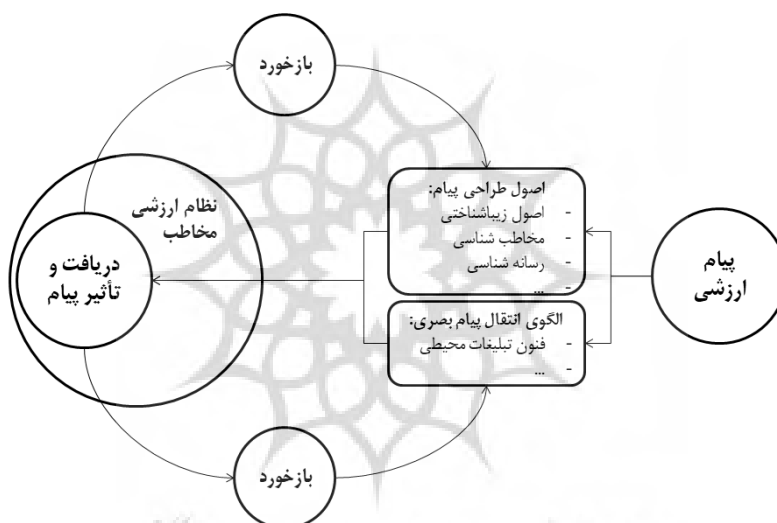 بازخورد
پیام
ارزشی
اصول طراحی پیام:
- اصول زیباشناختی
- مخاطب شناسی
- رسانه شناسی
- ...
الگوی انتقال پیام بصری:
- فنون تبلیغات محیطی
- ...
نظام ارزشی
مخاطب
دریافت و
تأثیر پیام
بازخورد